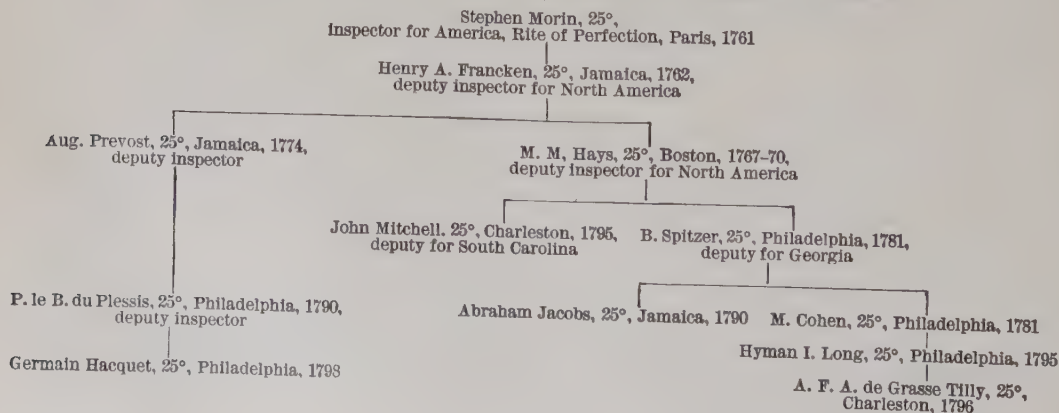 Stephen Morin, 25°,
inspector for America, Rite of Perfection, Paris, 1761
Henry A. Francken, 25°, Jamaica, 1762,
deputy inspector for North America
Aug. Prevost, 25°, Jamaica, 1774,
deputy inspector
M. M, Hays, 25°, Boston, 1767-70,
deputy inspector for North America
John Mitchell. 25°, Charleston, 1795,
deputy for South Carolina
B. Spitzer, 25°, Philadelphia, 1781,
deputy for Georgia
P. le B. du Plessis, 25°, Philadelphia, 1790,
deputy inspector
Abraham Jacobs, 25°, Jamaica, 1790
M. Cohen, 25°, Philadelphia, 1781
Germain Hacquet, 25°, Philadelphia, 1798
Hyman I. Long, 25°, Philadelphia, 1795
A. F. A. de Grasse Tilly, 25°,
Charleston, 1796